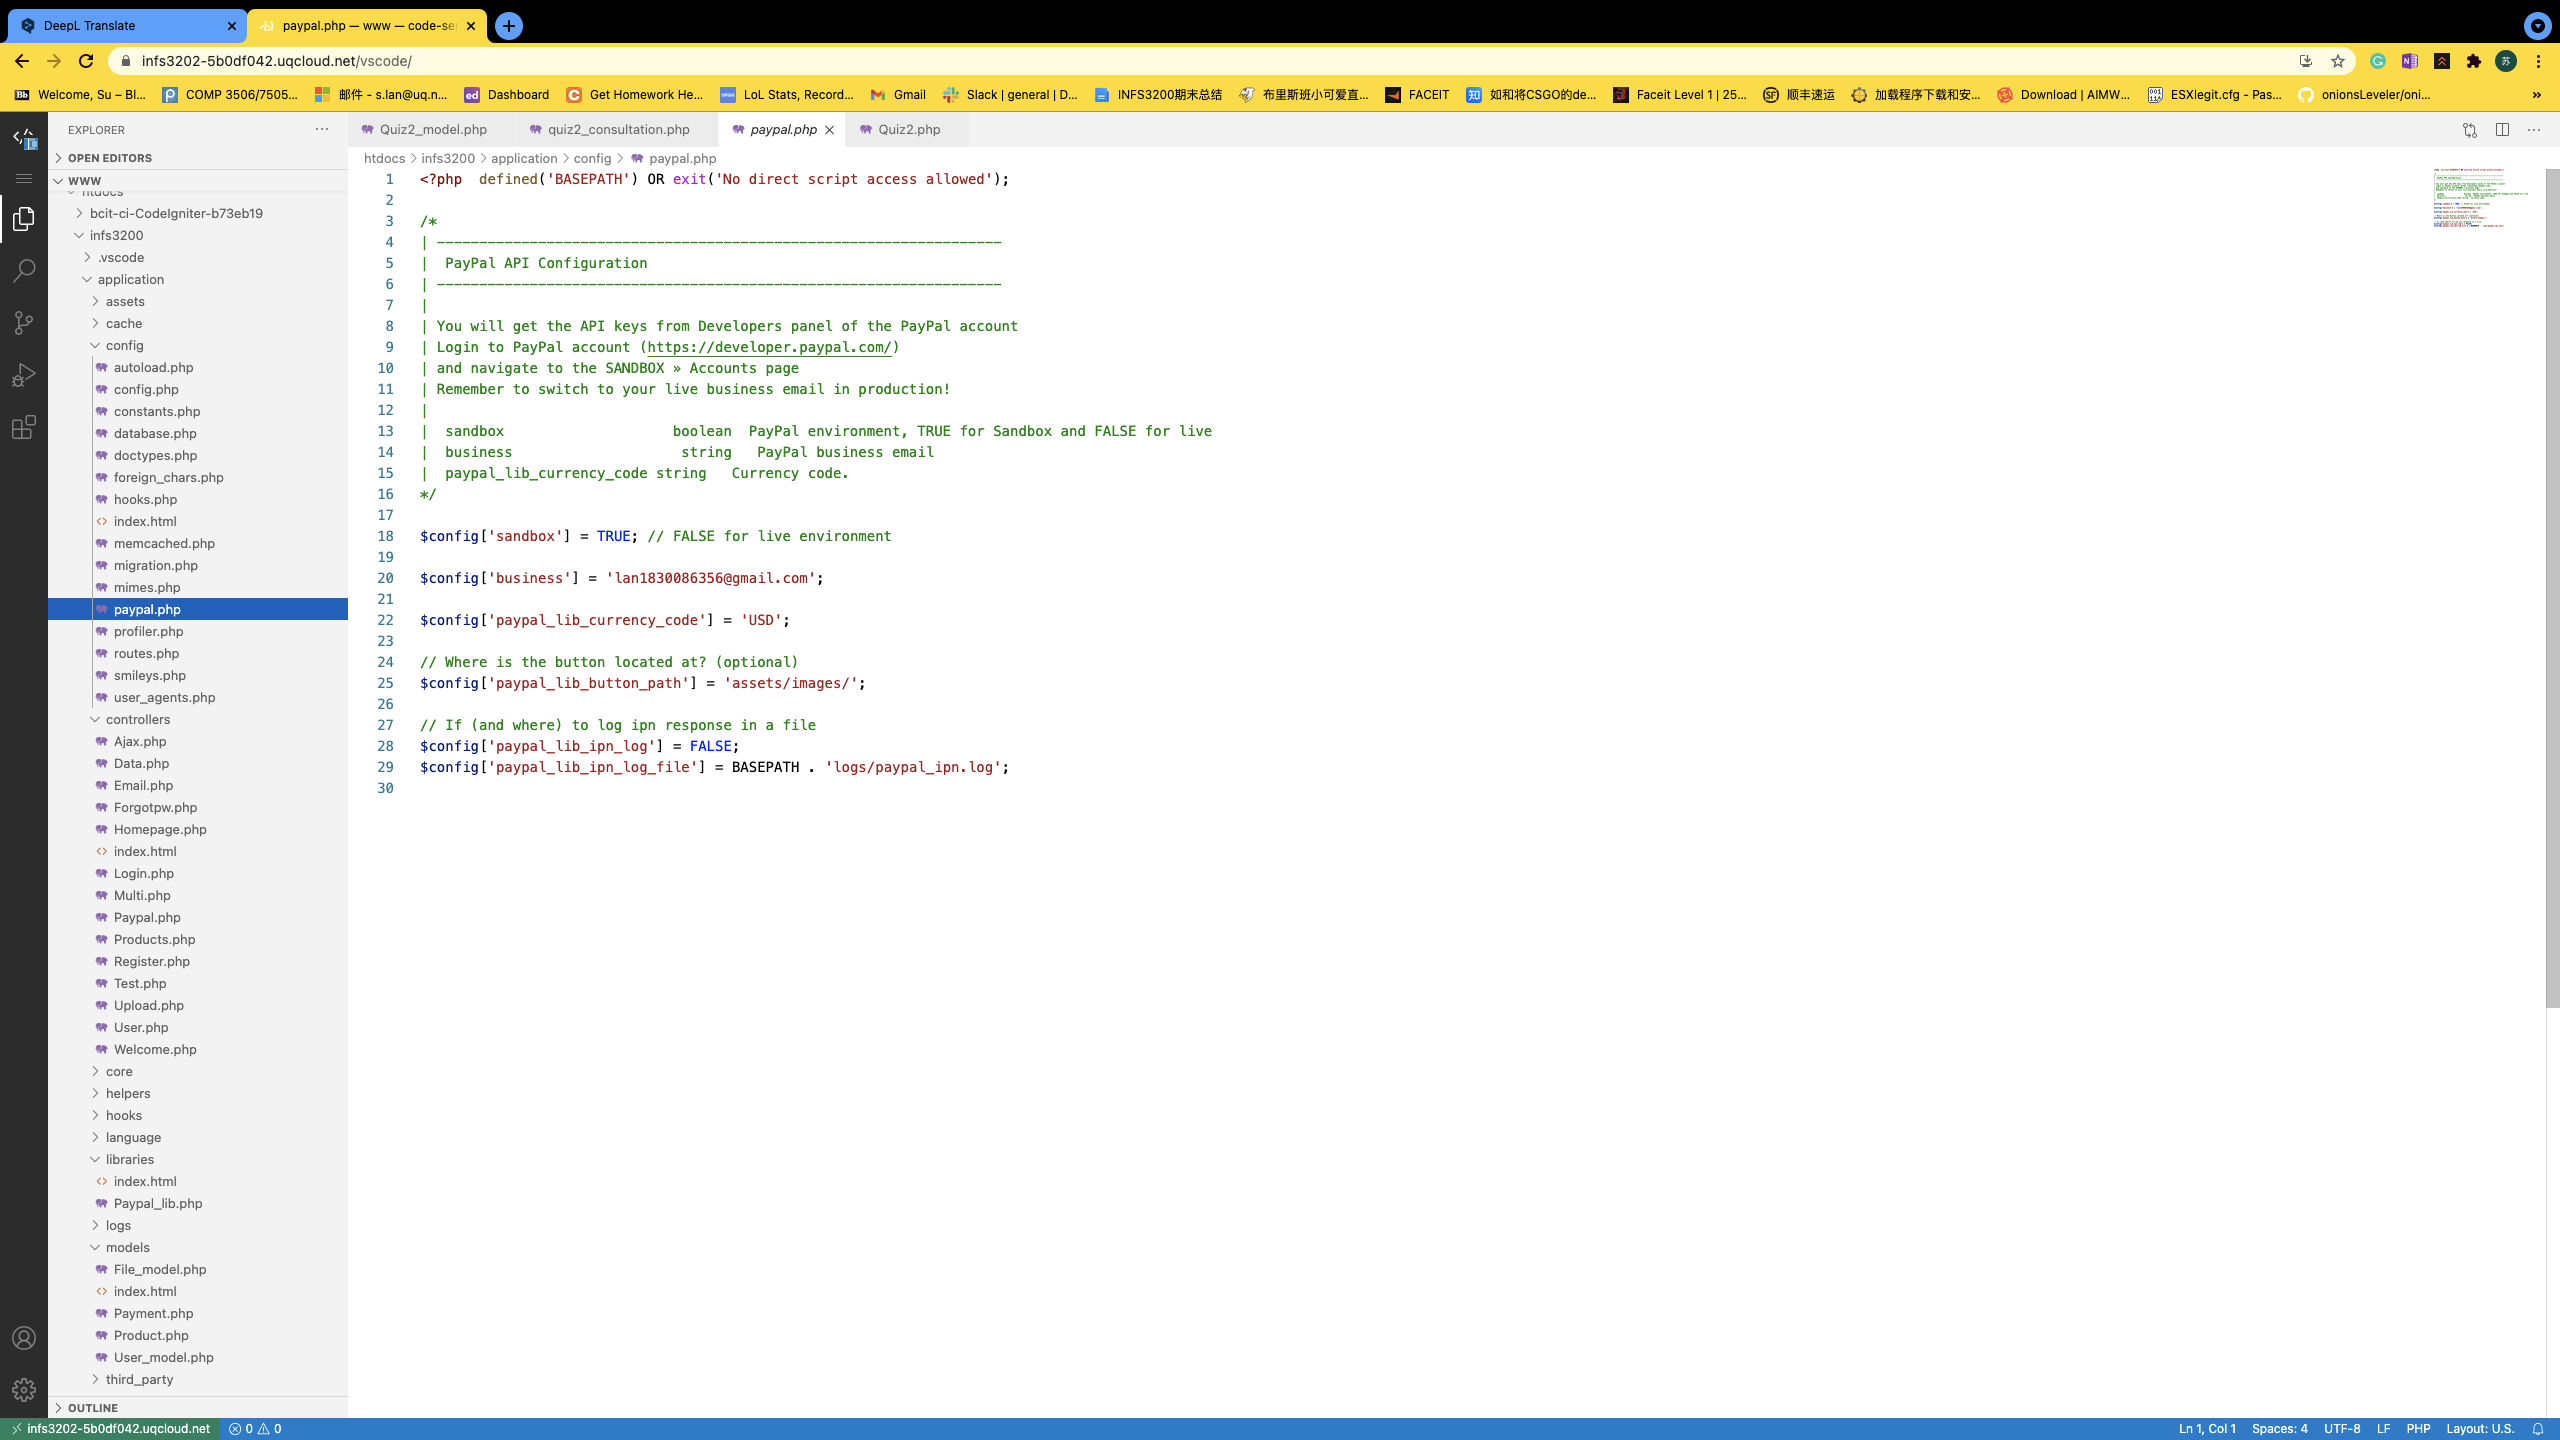 DeepL Translate
paypal.php — www — code-se
infs3202-5b0df042.uqcloud.net/vscode/
苏
Bb Welcome, Su – Bl...
COMP 3506/7505...
邮件 - s.lan@uq.n...
ed Dashboard
Get Homework He...
LoL Stats, Record...
Gmail
Slack | general | D...
INFS3200期末总结
布里斯班小可爱直...
FACEIT
知 如和将CSGO的de...
Faceit Level 1 | 25...
顺丰速运
加载程序下载和安...
Download | AIMW...
ESXlegit.cfg - Pas...
onionsLeveler/oni...
EXPLORER
OPEN EDITORS
WWW
htdocs
bcit-ci-CodeIgniter-b73eb19
infs3200
.vscode
application
assets
cache
config
autoload.php
config.php
constants.php
database.php
doctypes.php
foreign_chars.php
hooks.php
index.html
memcached.php
migration.php
mimes.php
paypal.php
profiler.php
routes.php
smileys.php
user_agents.php
controllers
Ajax.php
Data.php
Email.php
Forgotpw.php
Homepage.php
index.html
Login.php
Multi.php
Paypal.php
Products.php
Register.php
Test.php
Upload.php
User.php
Welcome.php
core
helpers
hooks
language
libraries
index.html
Paypal_lib.php
logs
models
File_model.php
index.html
Payment.php
Product.php
User_model.php
third_party
OUTLINE
Quiz2_model.php
quiz2_consultation.php
paypal.php
Quiz2.php
htdocs > infs3200 > application > config > paypal.php
1 <?php  defined('BASEPATH') OR exit('No direct script access allowed');
2
3 /*
4 | -------------------------------------------------------------------
5 |  PayPal API Configuration
6 | -------------------------------------------------------------------
7 |
8 | You will get the API keys from Developers panel of the PayPal account
9 | Login to PayPal account (https://developer.paypal.com/)
10 | and navigate to the SANDBOX » Accounts page
11 | Remember to switch to your live business email in production!
12 |
13 |  sandbox                    boolean  PayPal environment, TRUE for Sandbox and FALSE for live
14 |  business                    string   PayPal business email
15 |  paypal_lib_currency_code string   Currency code.
16 */
17
18 $config['sandbox'] = TRUE; // FALSE for live environment
19
20 $config['business'] = 'lan1830086356@gmail.com';
21
22 $config['paypal_lib_currency_code'] = 'USD';
23
24 // Where is the button located at? (optional)
25 $config['paypal_lib_button_path'] = 'assets/images/';
26
27 // If (and where) to log ipn response in a file
28 $config['paypal_lib_ipn_log'] = FALSE;
29 $config['paypal_lib_ipn_log_file'] = BASEPATH . 'logs/paypal_ipn.log';
30
infs3202-5b0df042.uqcloud.net
0 0
Ln 1, Col 1
Spaces: 4
UTF-8
LF
PHP
Layout: U.S.